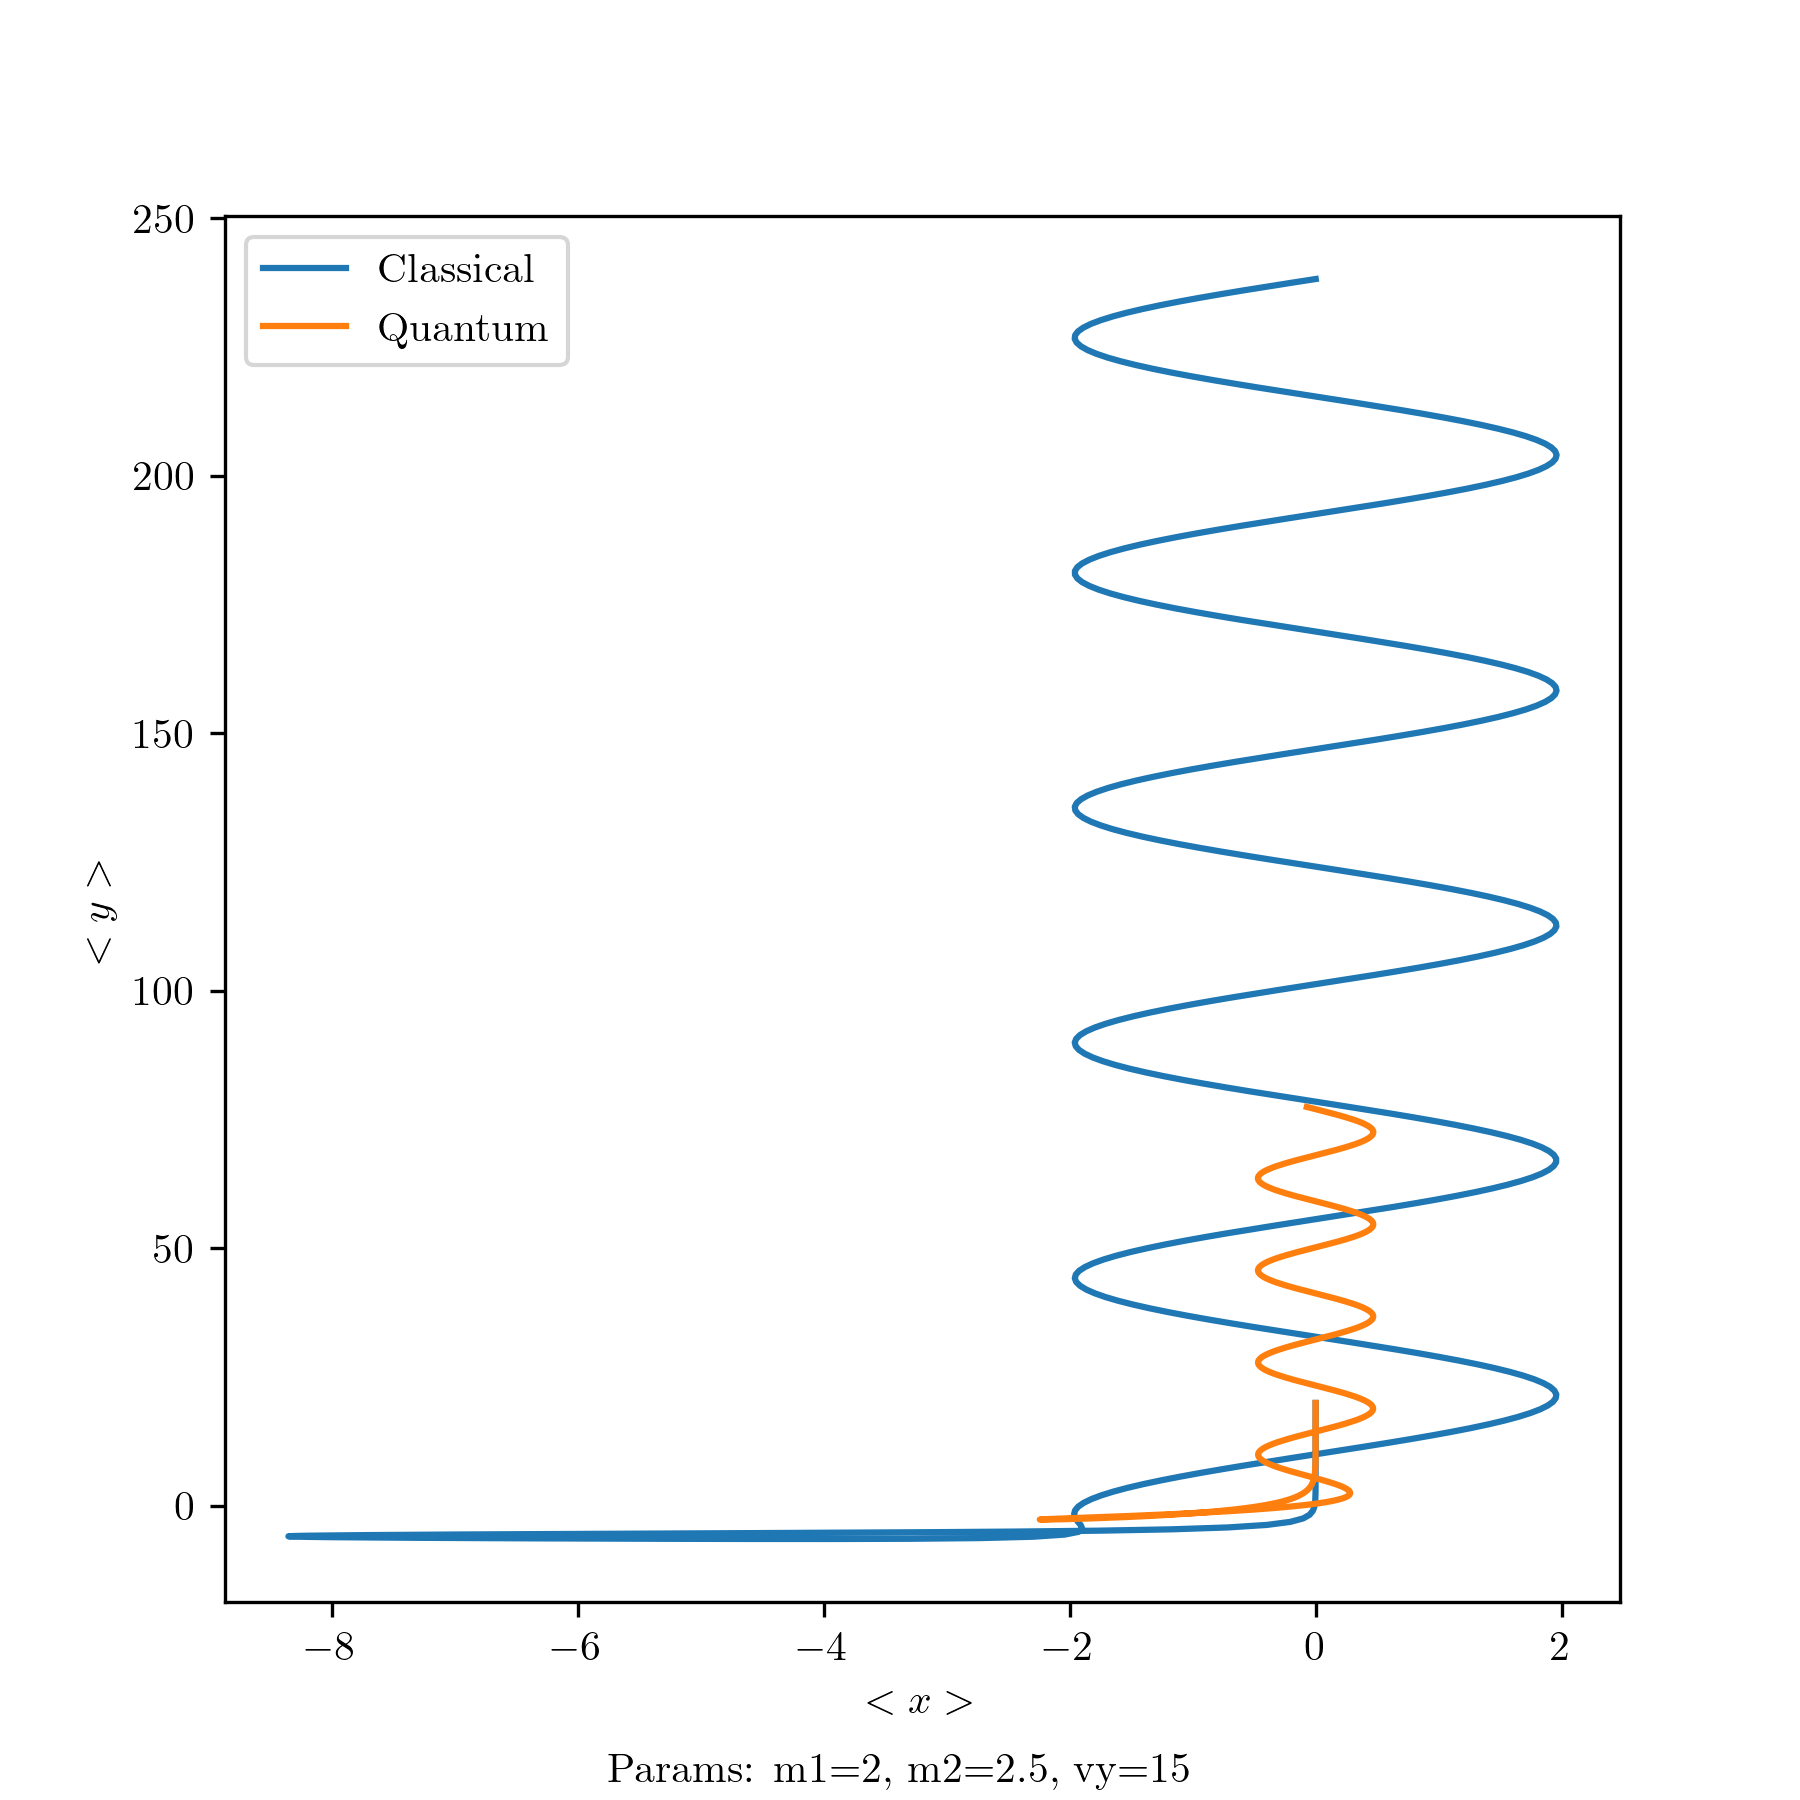 250
200
150
100
50
0
< y >
Classical
Quantum
−8 −6 −4 −2 0 2
< x >
Params: m1=2, m2=2.5, vy=15